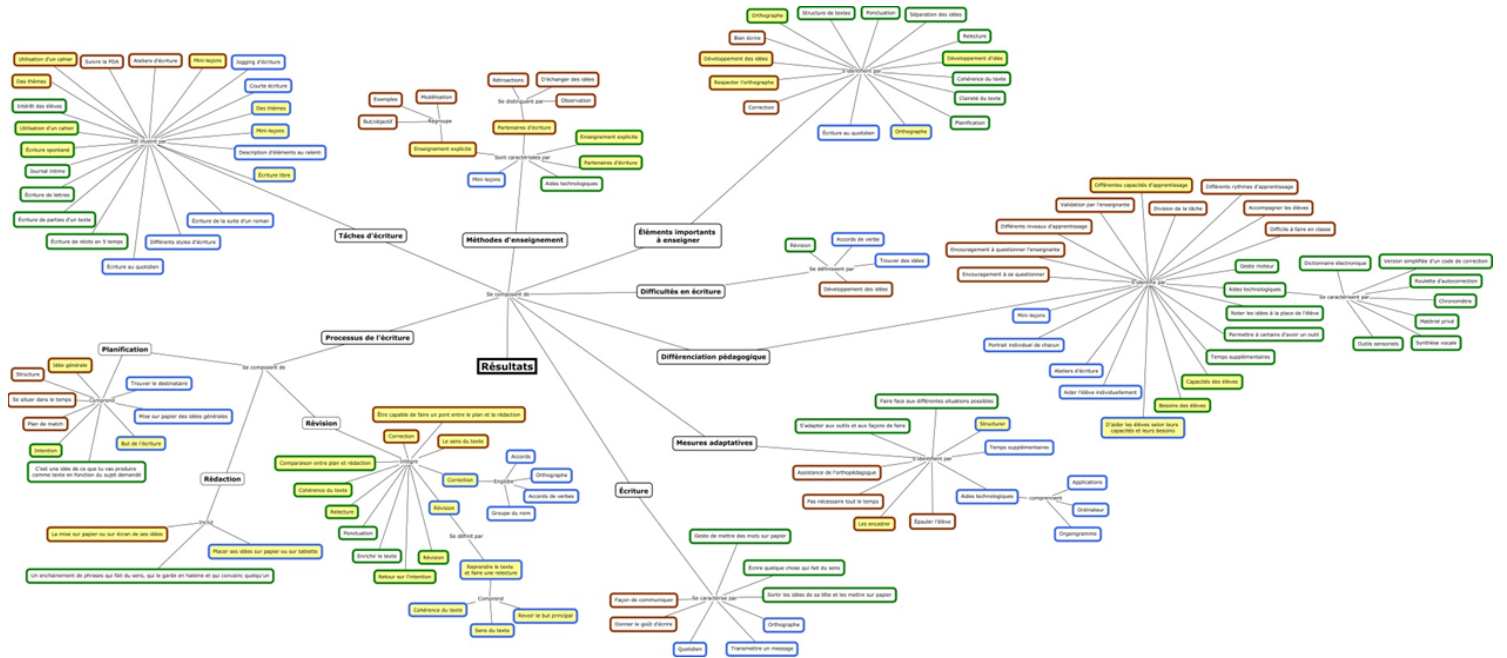 Utilisation d'un cahier
Suivre la PDA
Ateliers d'écriture
Mini-leçons
Jogging d'écriture
Des thèmes
Courte écriture
Intérêt des élèves
Des thèmes
Utilisation d'un cahier
Mini-leçons
Est illustré par
Écriture spontané
Description d'éléments au ralenti
Journal intime
Écriture libre
Écriture de lettres
Écriture de parties d'un texte
Écriture de la suite d'un roman
Écriture de récits en 5 temps
Différents styles d'écriture
Écriture au quotidien
Tâches d'écriture
Rétroactions
D'échanger des idées
Se distinguent par
Observation
Exemples
Modélisation
But/objectif
Regroupe
Partenaires d'écriture
Enseignement explicite
Enseignement explicite
Sont caractérisées par
Partenaires d'écriture
Mini-leçons
Aides technologiques
Méthodes d'enseignement
Orthographe
Structure de textes
Ponctuation
Séparation des idées
Bien écrire
Relecture
Développement des idées
Développement d'idée
S'identifient par
Respecter l'orthographe
Cohérence du texte
Correction
Clareté du texte
Planification
Écriture au quotidien
Orthographe
Éléments importants
à enseigner
Révision
Accords de verbe
Trouver des idées
Se définissent par
Développement des idées
Difficultés en écriture
Se composent de
Résultats
Différenciation pédagogique
Différentes capacités d'apprentissage
Différents rythmes d'apprentissage
Validation par l'enseignante
Division de la tâche
Accompagner les élèves
Différents niveaux d'apprentissage
Difficile à faire en classe
Encouragement à questionner l'enseignante
Encouragement à se questionner
Geste moteur
S'identifie par
Aides technologiques
Mini-leçons
Noter les idées à la place de l'élève
Portrait individuel de chacun
Permettre à certains d'avoir un outil
Temps supplémentaires
Ateliers d'écriture
Capacités des élèves
Aider l'élève individuellement
Besoins des élèves
D'aider les élèves selon leurs
capacités et leurs besoins
Dictionnaire électronique
Version simplifiée d'un code de correction
Roulette d'autocorrection
Se caractérisent par
Chronomètre
Matériel privé
Outils sensoriels
Synthèse vocale
Processus de l'écriture
Se composent de
Planification
Idée générale
Structure
Trouver le destinataire
Se situer dans le temps
Comprend
Mise sur papier des idées générales
Plan de match
But de l'écriture
Intention
C'est une idée de ce que tu vas produire
comme texte en fonction du sujet demandé
Rédaction
Inclut
La mise sur papier ou sur écran de ses idées
Placer ses idées sur papier ou sur tablette
Un enchaînement de phrases qui fait du sens, qui le garde en haleine et qui convainc quelqu'un
Révision
Être capable de faire un pont entre le plan et la rédaction
Correction
Le sens du texte
Comparaison entre plan et rédaction
Intègre
Cohérence du texte
Correction
Englobe
Accords
Orthographe
Accords de verbes
Groupe du nom
Relecture
Révision
Ponctuation
Se définit par
Enrichir le texte
Révision
Retour sur l'intention
Reprendre le texte
et faire une relecture
Comprend
Cohérence du texte
Revoir le but principal
Sens du texte
Mesures adaptatives
Faire face aux différentes situations possibles
S'adapter aux outils et aux façons de faire
Structurer
Temps supplémentaires
S'identifient par
Assistance de l'orthopédagogue
Pas nécessaire tout le temps
Aides technologiques
comprennent
Applications
Ordinateur
Organigramme
Les encadrer
Épauler l'élève
Écriture
Geste de mettre des mots sur papier
Écrire quelque chose qui fait du sens
Façon de communiquer
Se caractérise par
Sortir les idées de sa tête et les mettre sur papier
Donner le goût d'écrire
Orthographe
Quotidien
Transmettre un message